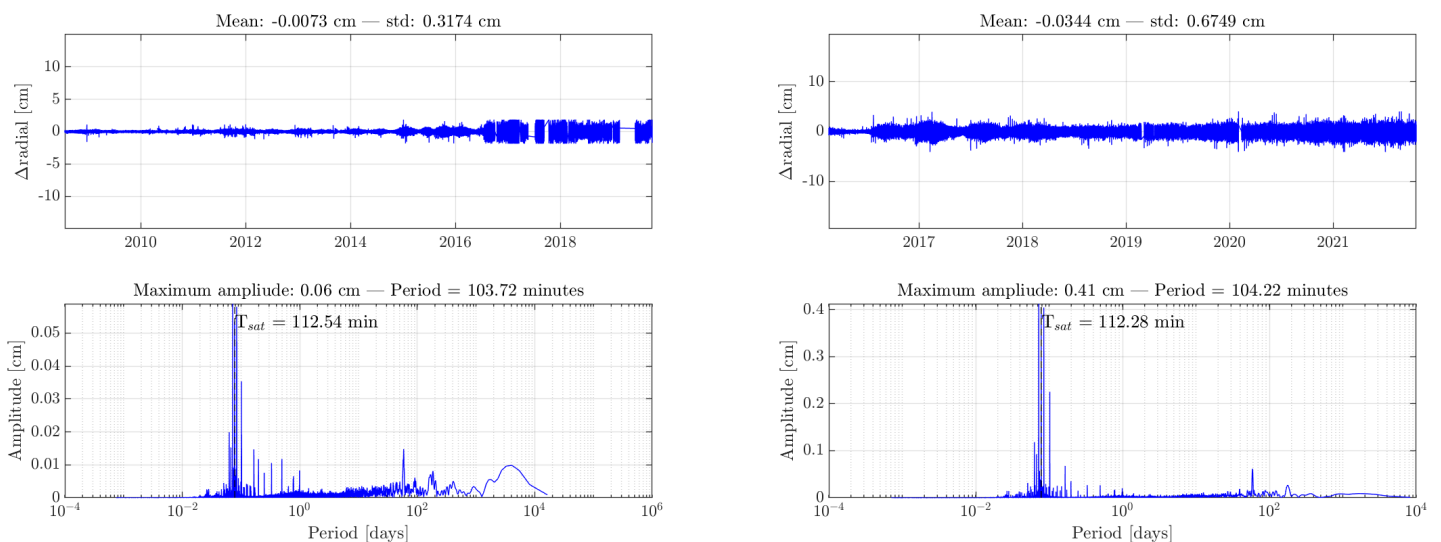 Mean: -0.0073 cm — std: 0.3174 cm
Δradial [cm]
10
5
0
-5
-10
2010 2012 2014 2016 2018
Mean: -0.0344 cm — std: 0.6749 cm
Δradial [cm]
10
0
-10
2017 2018 2019 2020 2021
Maximum ampliude: 0.06 cm — Period = 103.72 minutes
T_sat = 112.54 min
Amplitude [cm]
0.05
0.04
0.03
0.02
0.01
0
10^-4 10^-2 10^0 10^2 10^4 10^6
Period [days]
Maximum ampliude: 0.41 cm — Period = 104.22 minutes
T_sat = 112.28 min
Amplitude [cm]
0.4
0.3
0.2
0.1
0
10^-4 10^-2 10^0 10^2 10^4
Period [days]